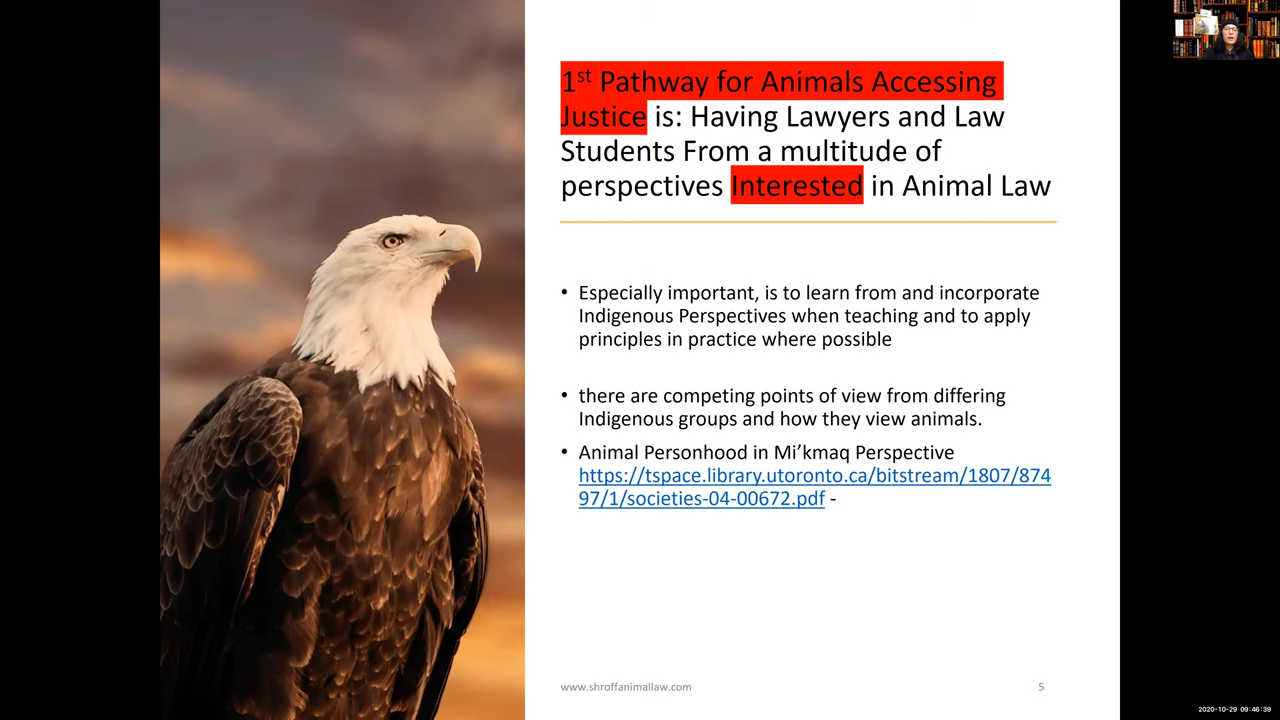 1st Pathway for Animals Accessing
Justice is: Having Lawyers and Law
Students From a multitude of
perspectives Interested in Animal Law
• Especially important, is to learn from and incorporate
Indigenous Perspectives when teaching and to apply
principles in practice where possible
• there are competing points of view from differing
Indigenous groups and how they view animals.
• Animal Personhood in Mi’kmaq Perspective
https://tspace.library.utoronto.ca/bitstream/1807/874
97/1/societies-04-00672.pdf -
www.shroffanimallaw.com
5
2020-10-29 09:46:39